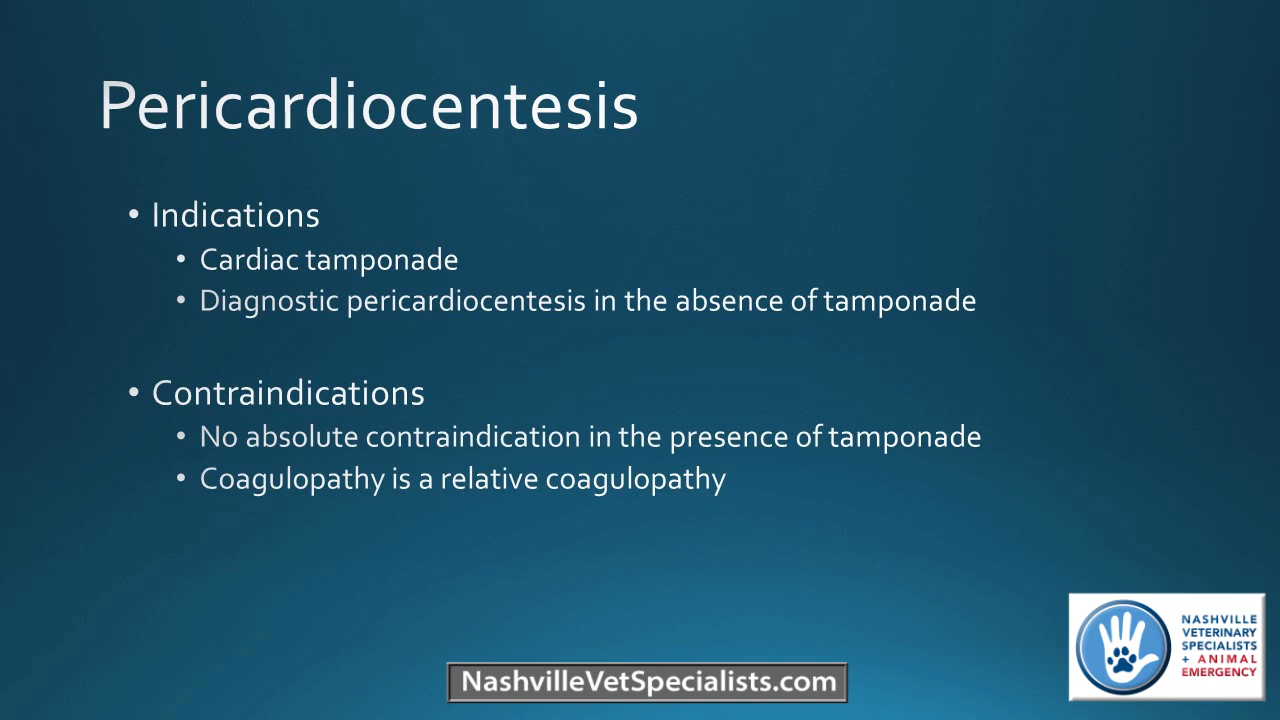 Pericardiocentesis
• Indications
• Cardiac tamponade
• Diagnostic pericardiocentesis in the absence of tamponade
• Contraindications
• No absolute contraindication in the presence of tamponade
• Coagulopathy is a relative coagulopathy
NASHVILLE
VETERINARY
SPECIALISTS
+ ANIMAL
EMERGENCY
NashvilleVetSpecialists.com